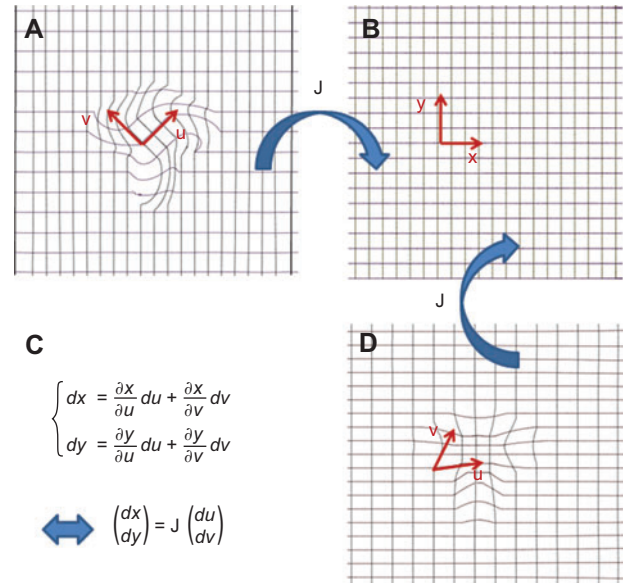 A
B
v
u
J
y
x
J
C
D
dx = ∂x/∂u du + ∂x/∂v dv
dy = ∂y/∂u du + ∂y/∂v dv
v
u
(dx dy) = J (du dv)